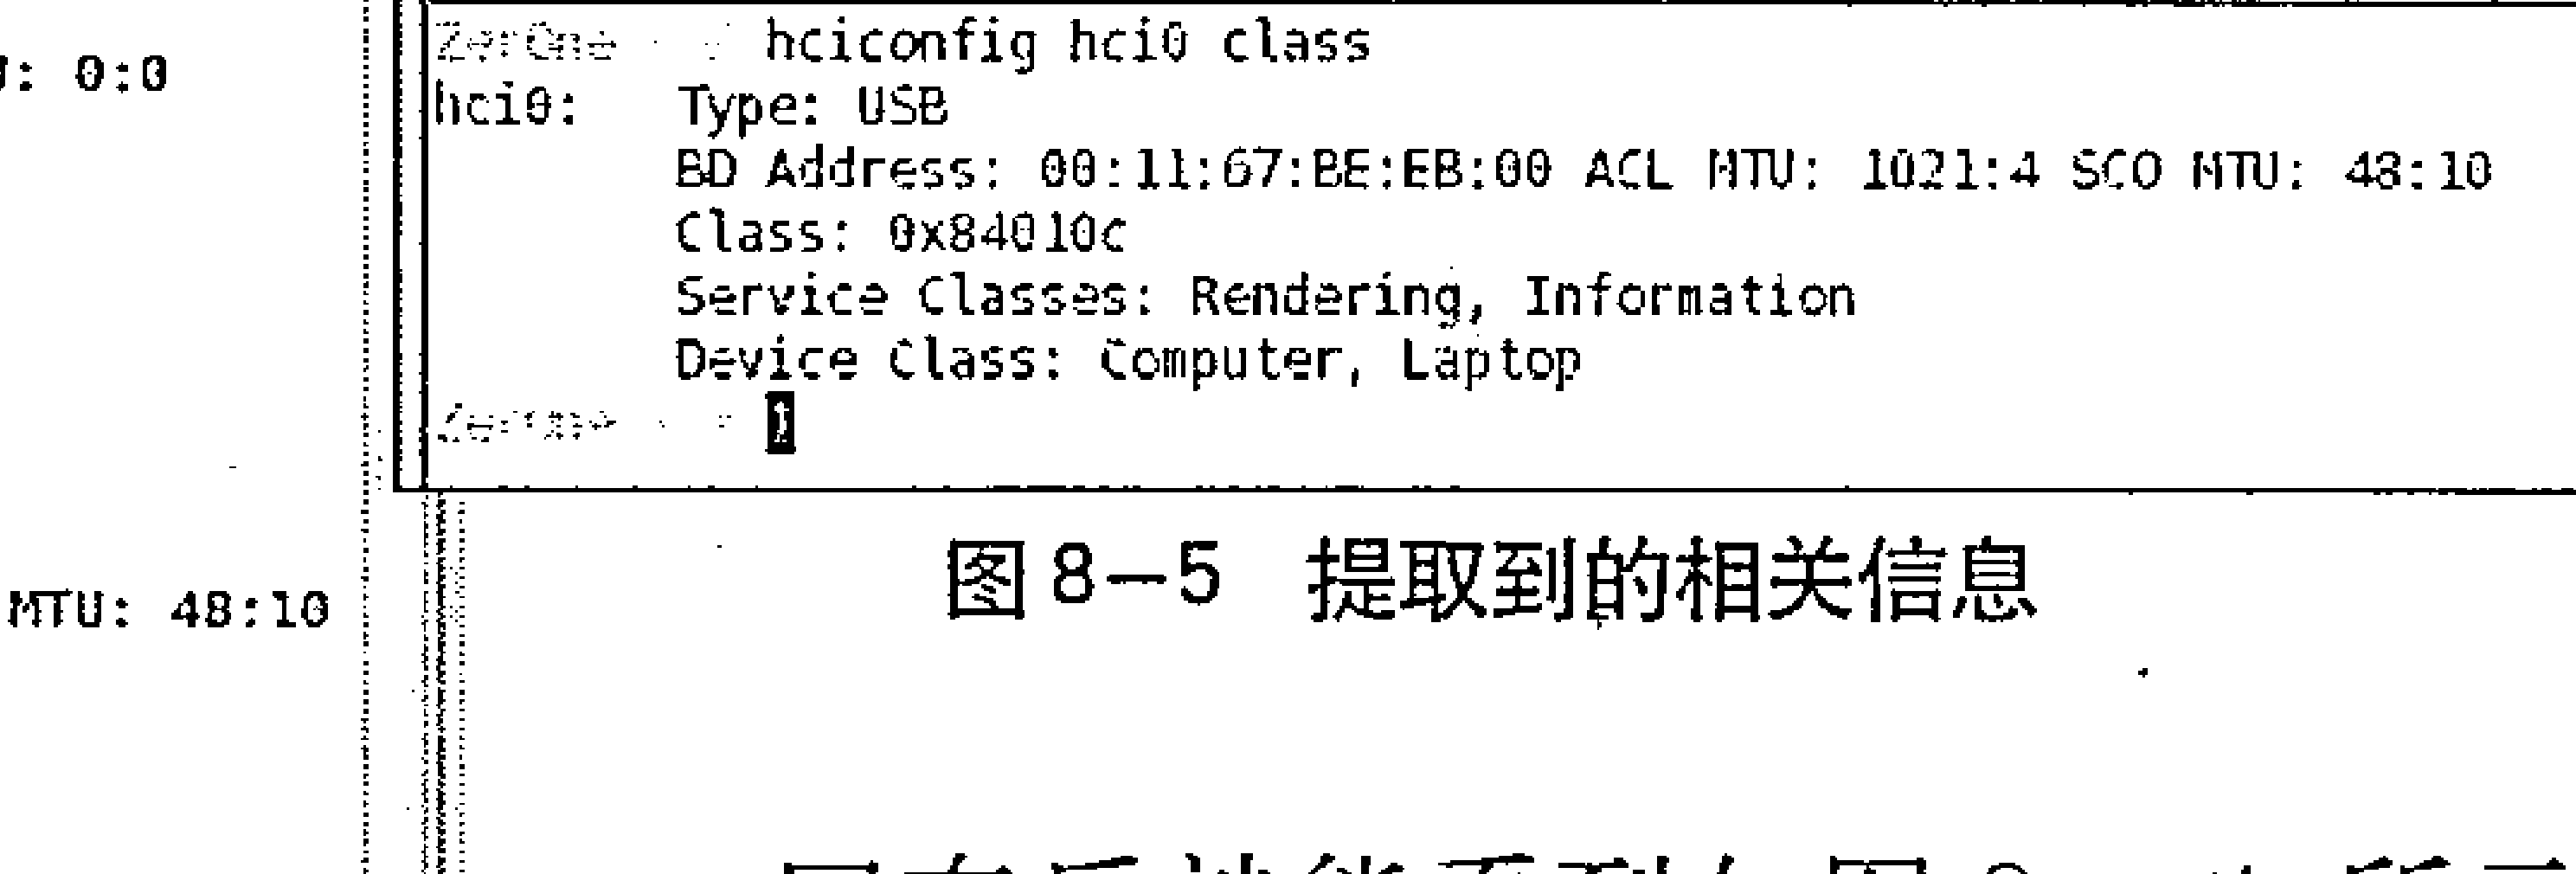 : 0:0
MTU: 48:10
ZerOne hciconfig hci0 class
hci0: Type: USB
BD Address: 00:11:67:BE:EB:00 ACL MTU: 1021:4 SCO MTU: 48:10
Class: 0x84010c
Service Classes: Rendering, Information
Device Class: Computer, Laptop
图8-5 提取到的相关信息